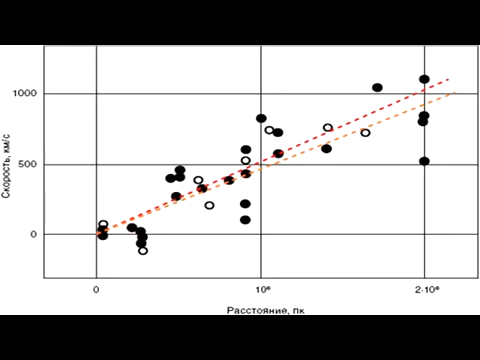 Скорость, км/с
1000
500
0
0 10⁶ 2·10⁶
Расстояние, пк